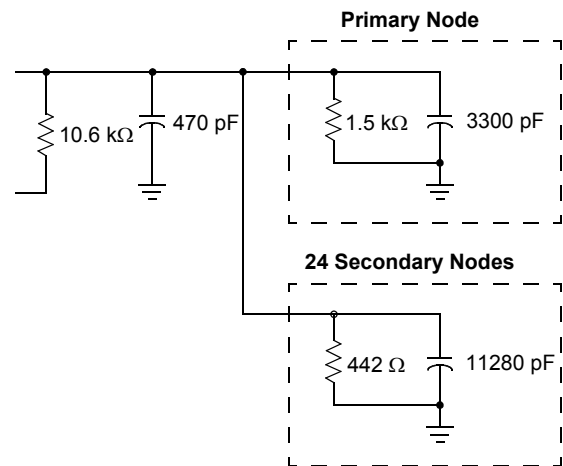 Primary Node
10.6 kΩ
470 pF
1.5 kΩ
3300 pF
24 Secondary Nodes
442 Ω
11280 pF